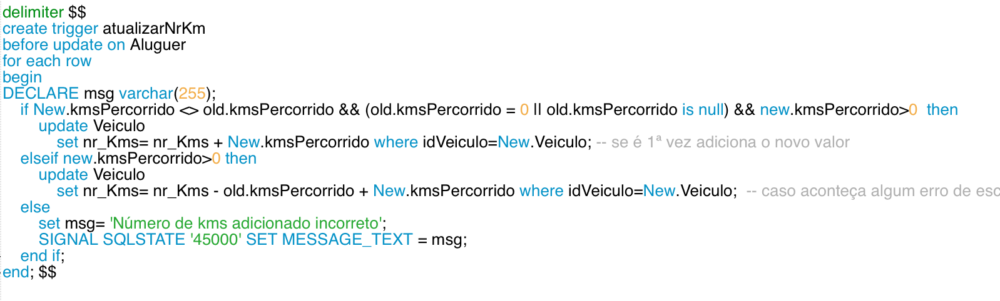 delimiter $$
create trigger atualizarNrKm
before update on Aluguer
for each row
begin
DECLARE msg varchar(255);
if New.kmsPercorrido <> old.kmsPercorrido && (old.kmsPercorrido = 0 || old.kmsPercorrido is null) && new.kmsPercorrido>0  then
update Veiculo
set nr_Kms= nr_Kms + New.kmsPercorrido where idVeiculo=New.Veiculo; -- se é 1ª vez adiciona o novo valor
elseif new.kmsPercorrido>0 then
update Veiculo
set nr_Kms= nr_Kms - old.kmsPercorrido + New.kmsPercorrido where idVeiculo=New.Veiculo;  -- caso aconteça algum erro de esc
else
set msg= 'Número de kms adicionado incorreto';
SIGNAL SQLSTATE '45000' SET MESSAGE_TEXT = msg;
end if;
end; $$